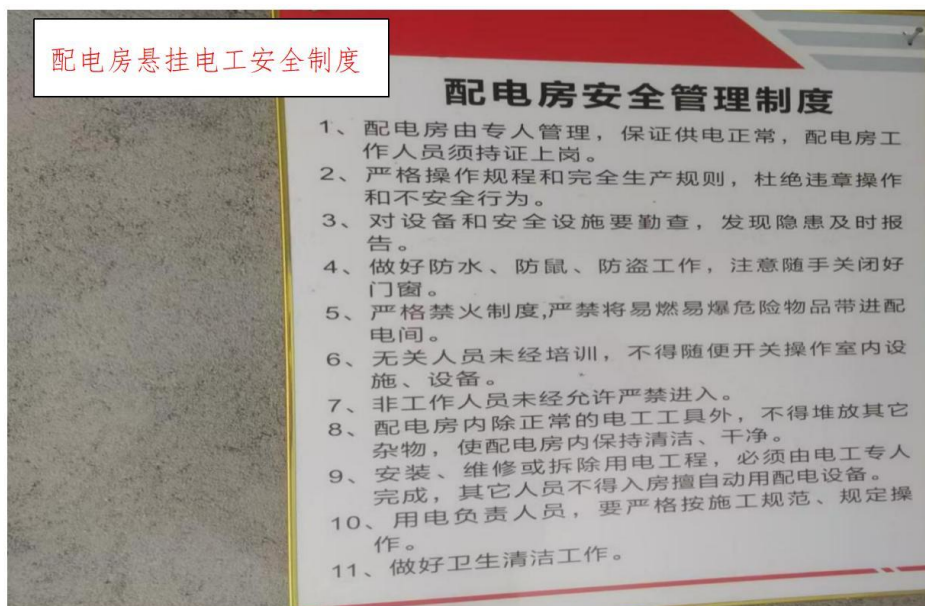 配电房悬挂电工安全制度
配电房安全管理制度
1、配电房由专人管理，保证供电正常，配电房工
作人员须持证上岗。
2、严格操作规程和完全生产规则，杜绝违章操作
和不安全行为。
3、对设备和安全设施要勤查，发现隐患及时报
告。
4、做好防水、防鼠、防盗工作，注意随手关闭好
门窗。
5、严格禁火制度,严禁将易燃易爆危险物品带进配
电间。
6、无关人员未经培训，不得随便开关操作室内设
施、设备。
7、非工作人员未经允许严禁进入。
8、配电房内除正常的电工工具外，不得堆放其它
杂物，使配电房内保持清洁、干净。
9、安装、维修或拆除用电工程，必须由电工专人
完成，其它人员不得入房擅自动用配电设备。
10、用电负责人员，要严格按施工规范、规定操
作。
11、做好卫生清洁工作。